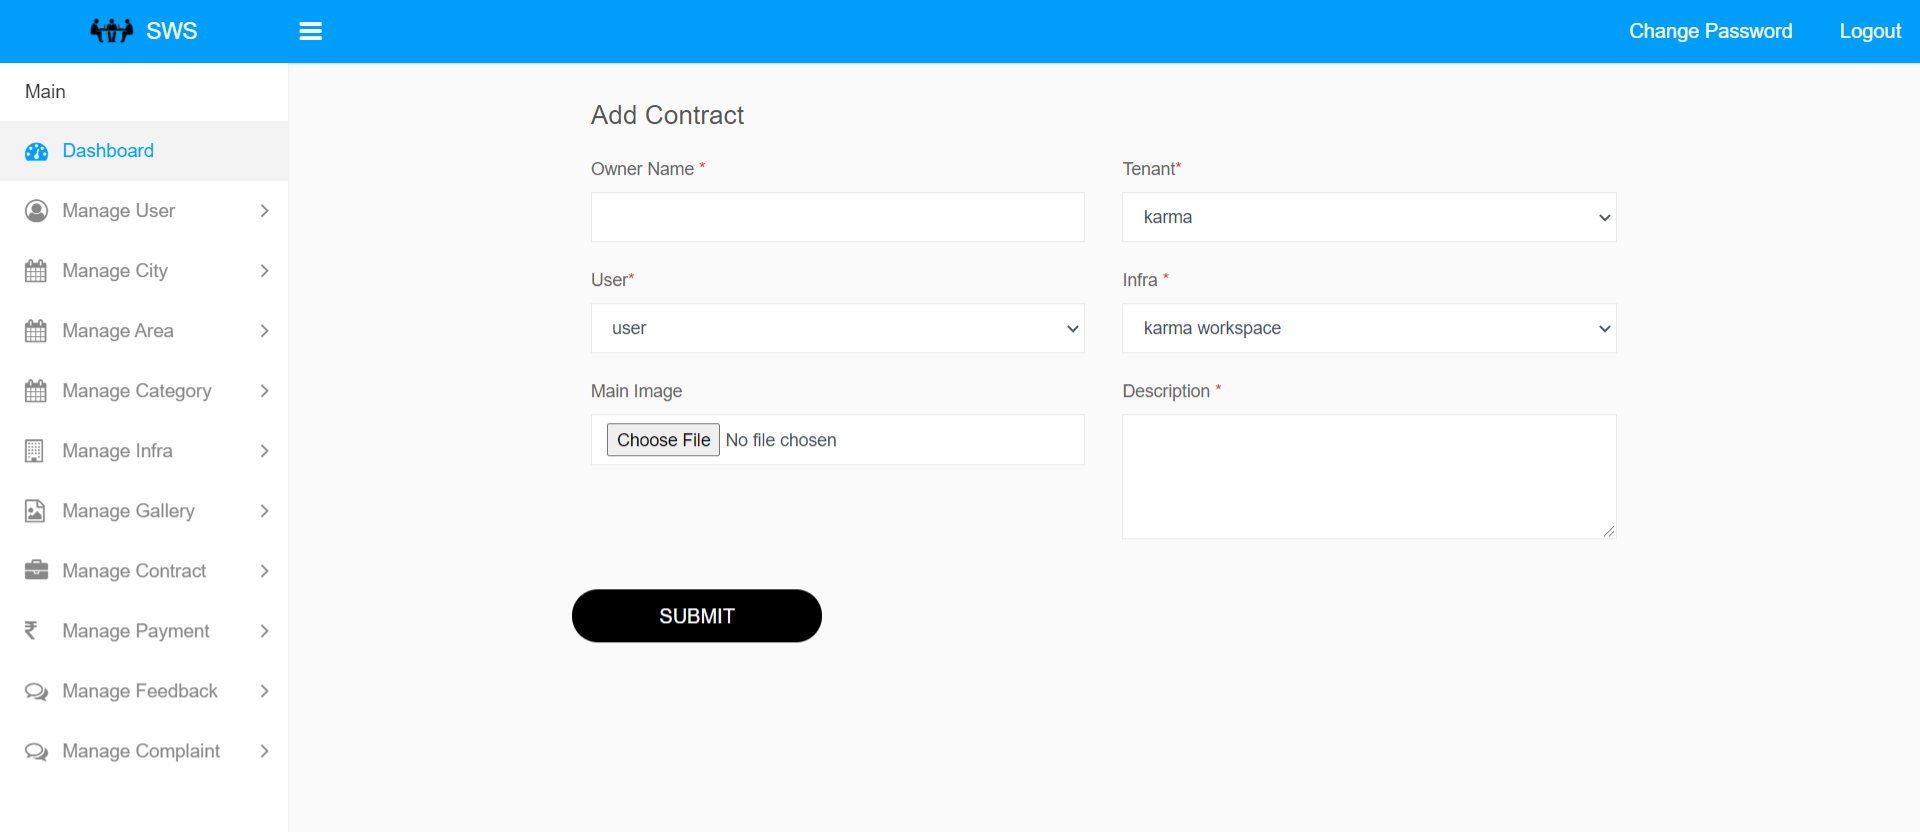 SWS
Change Password
Logout
Main
Dashboard
Manage User
Manage City
Manage Area
Manage Category
Manage Infra
Manage Gallery
Manage Contract
Manage Payment
Manage Feedback
Manage Complaint
Add Contract
Owner Name *
Tenant*
karma
User*
user
Infra *
karma workspace
Main Image
Choose File No file chosen
Description *
SUBMIT